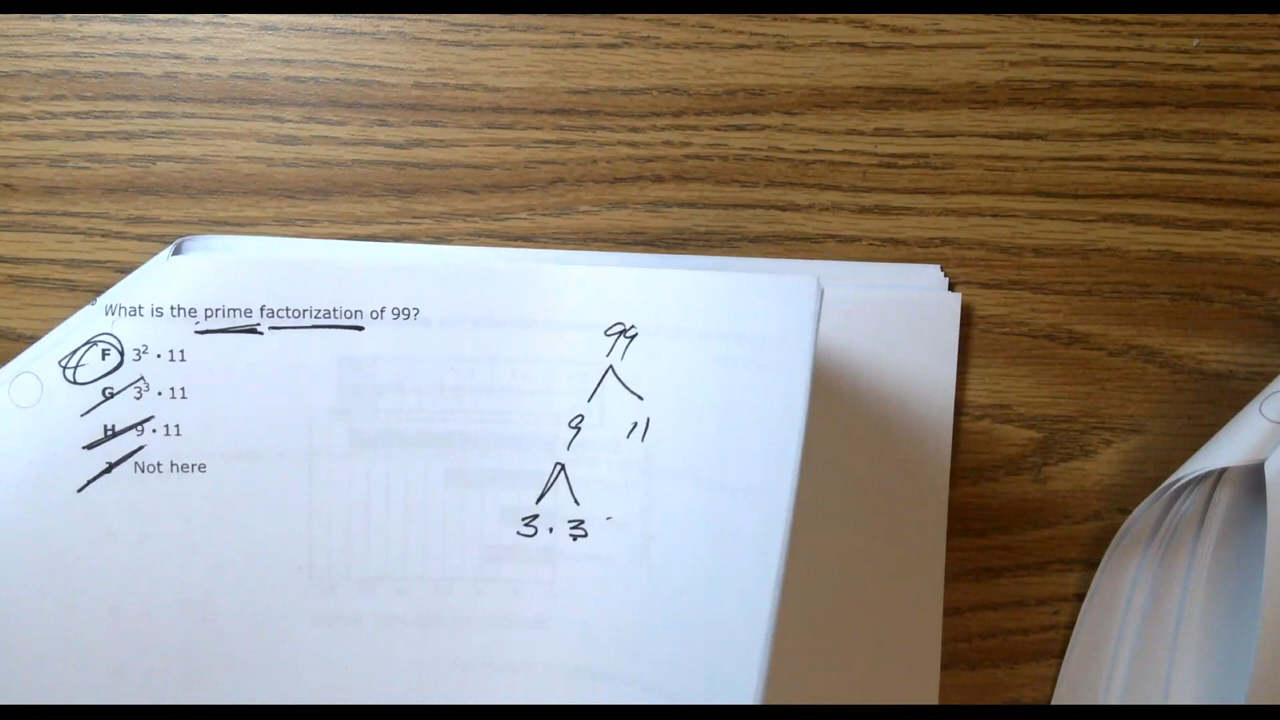 What is the prime factorization of 99?
F 3² · 11
G 3³ · 11
H 9 · 11
Not here
99
9 11
3 · 3